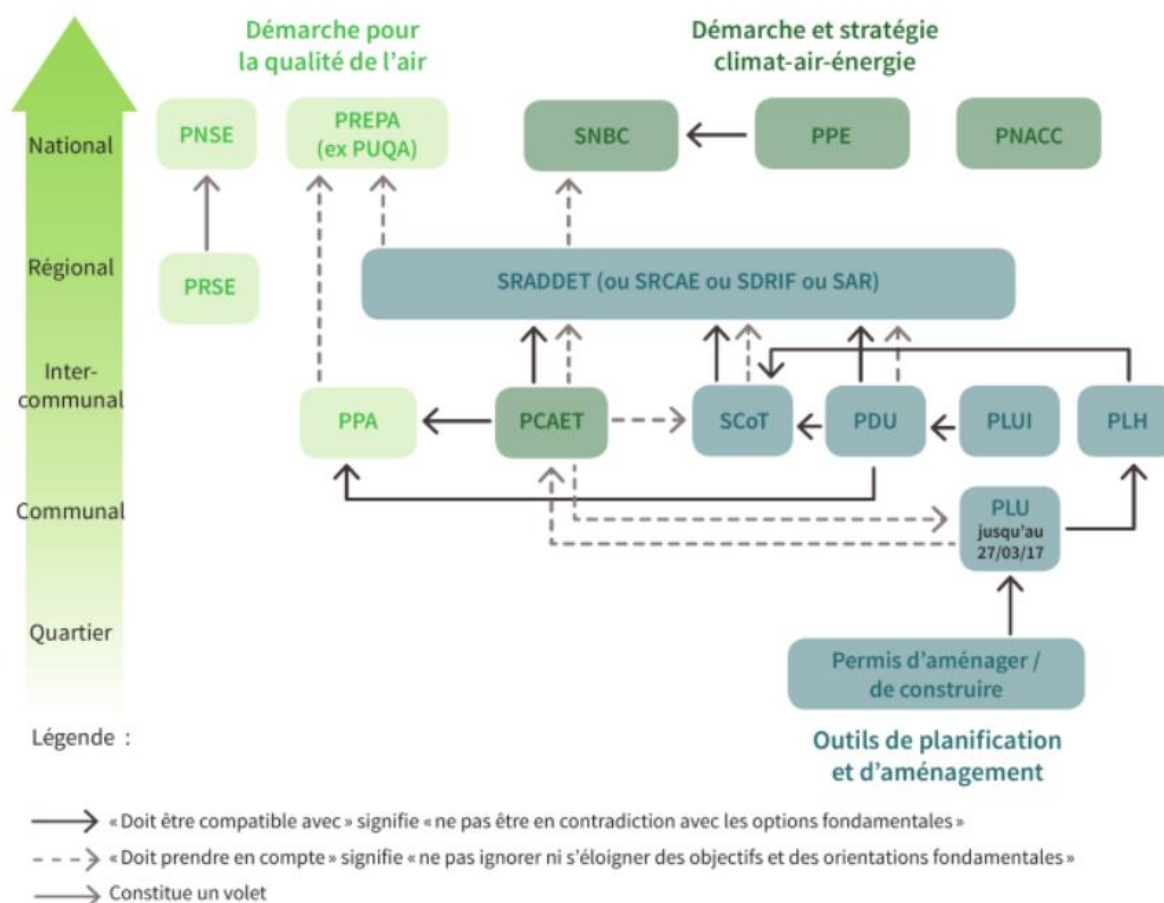 Démarche pour
la qualité de l’air
Démarche et stratégie
climat-air-énergie
National
PNSE
PREPA
(ex PUQA)
SNBC
PPE
PNACC
Régional
PRSE
SRADDET (ou SRCAE ou SDRIF ou SAR)
Inter-
communal
PPA
PCAET
SCoT
PDU
PLUI
PLH
Communal
PLU
jusqu’au
27/03/17
Quartier
Permis d’aménager /
de construire
Légende :
Outils de planification
et d’aménagement
« Doit être compatible avec » signifie « ne pas être en contradiction avec les options fondamentales »
« Doit prendre en compte » signifie « ne pas ignorer ni s’éloigner des objectifs et des orientations fondamentales »
Constitue un volet